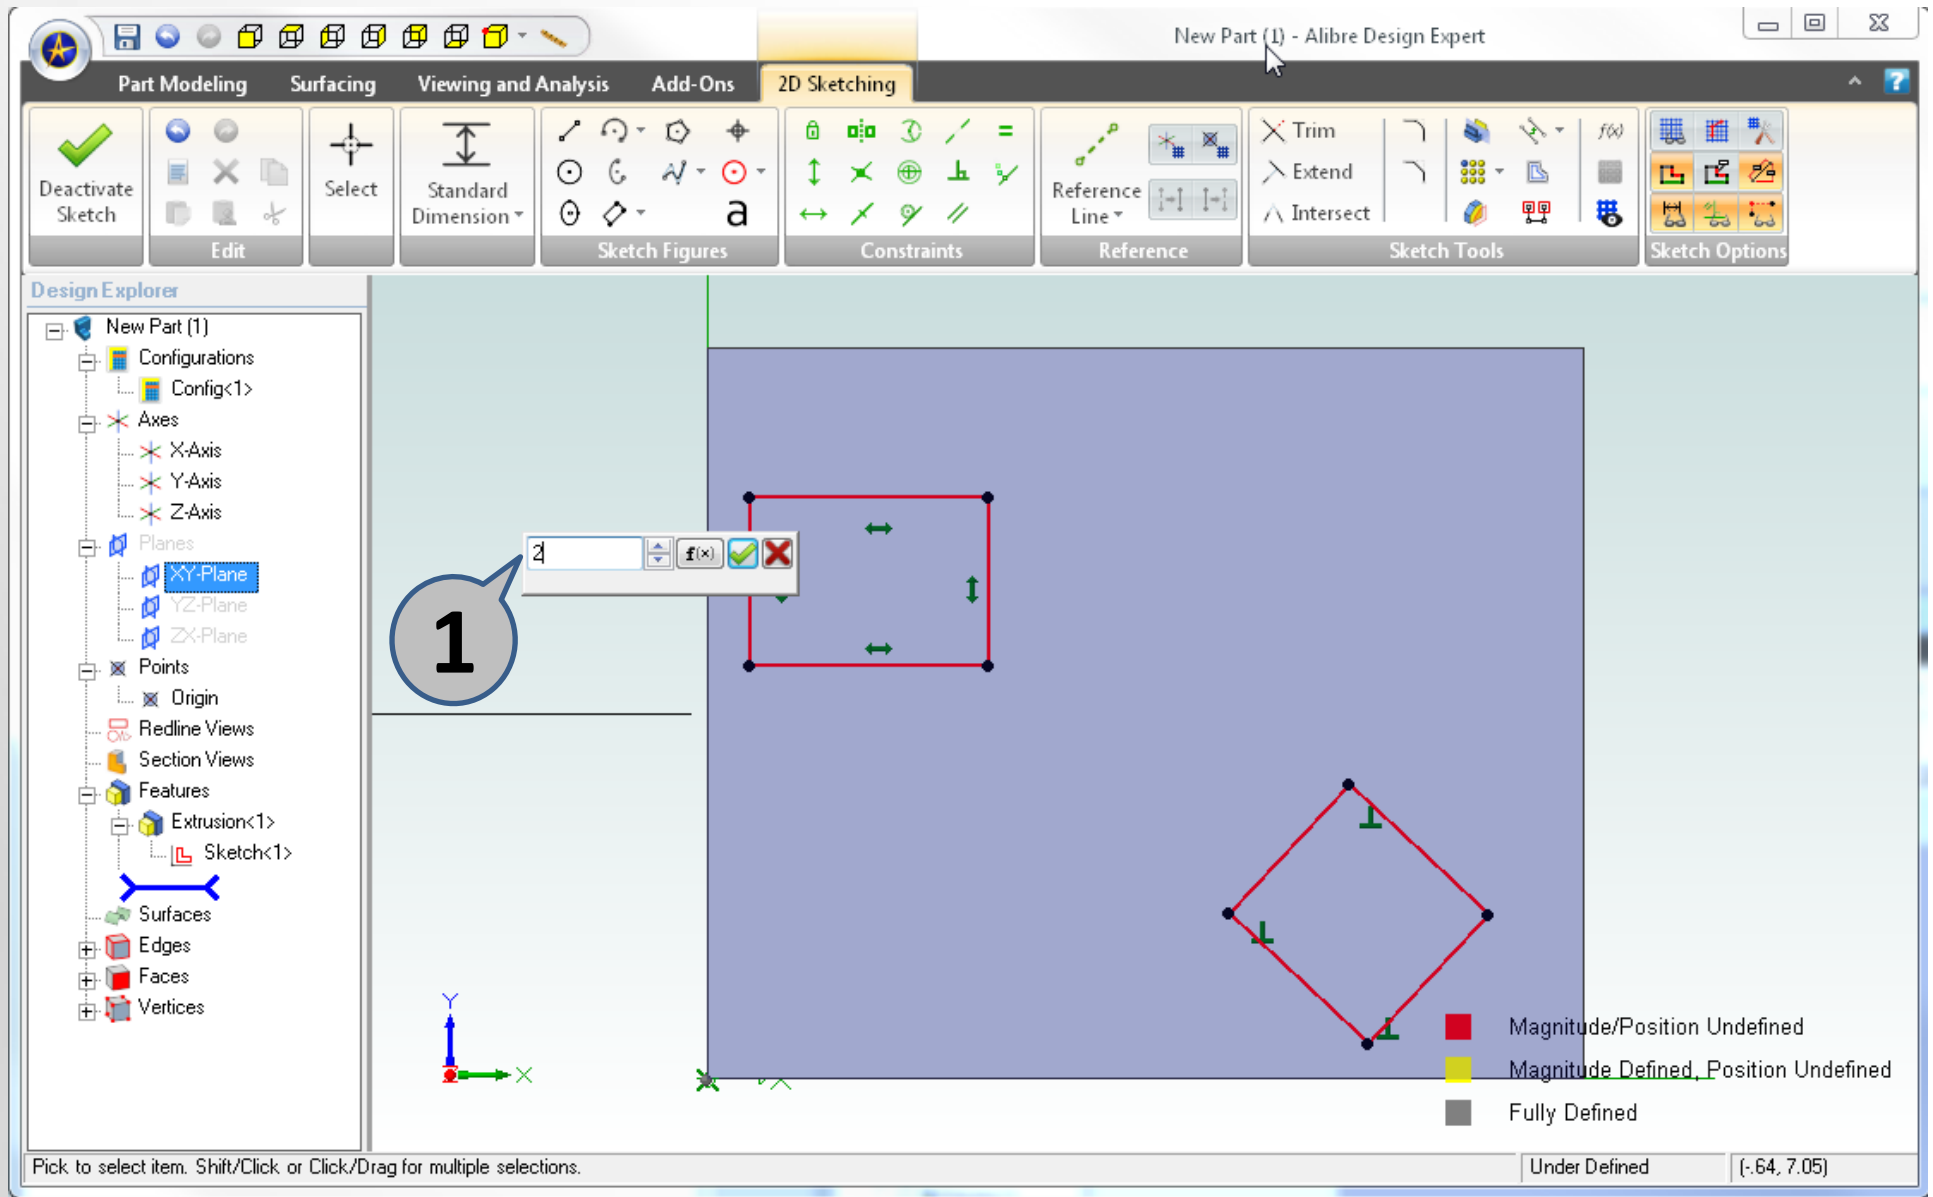 New Part (1) - Alibre Design Expert
Part Modeling Surfacing Viewing and Analysis Add-Ons 2D Sketching
Deactivate Sketch
Edit
Select
Standard Dimension
a
Sketch Figures
Constraints
Reference Line
Reference
Trim
Extend
Intersect
f(x)
Sketch Tools
Sketch Options
Design Explorer
New Part (1)
Configurations
Config<1>
Axes
X-Axis
Y-Axis
Z-Axis
Planes
XY-Plane
YZ-Plane
ZX-Plane
Points
Origin
Redline Views
Section Views
Features
Extrusion<1>
Sketch<1>
Surfaces
Edges
Faces
Vertices
2 f(x)
1
Y
X
X
Magnitude/Position Undefined
Magnitude Defined, Position Undefined
Fully Defined
Pick to select item. Shift/Click or Click/Drag for multiple selections.
Under Defined
(-.64, 7.05)